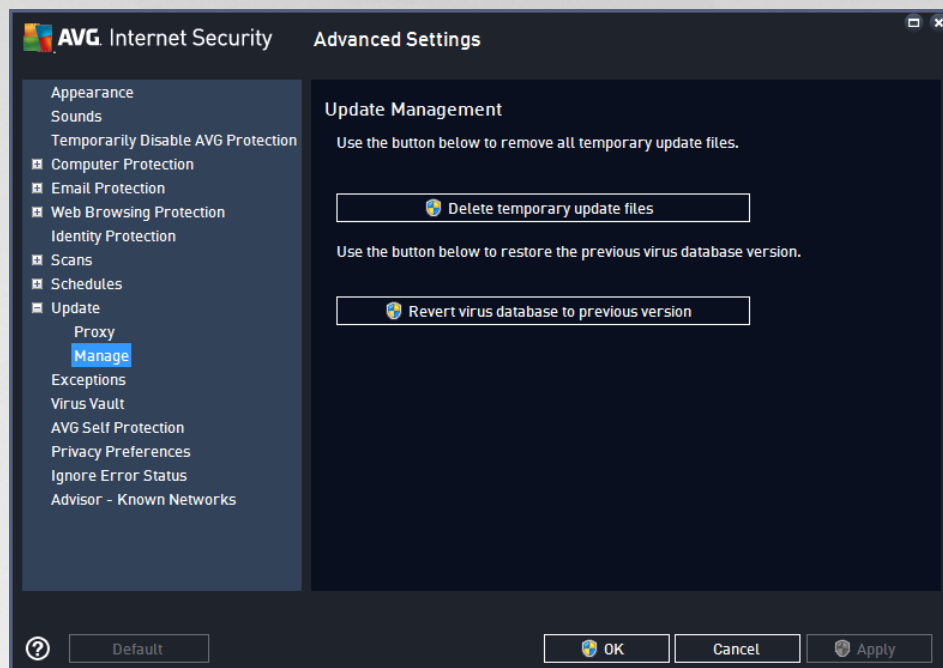 AVG. Internet Security
Advanced Settings
Appearance
Sounds
Temporarily Disable AVG Protection
Computer Protection
Email Protection
Web Browsing Protection
Identity Protection
Scans
Schedules
Update
Proxy
Manage
Exceptions
Virus Vault
AVG Self Protection
Privacy Preferences
Ignore Error Status
Advisor - Known Networks
Update Management
Use the button below to remove all temporary update files.
Delete temporary update files
Use the button below to restore the previous virus database version.
Revert virus database to previous version
?
Default
OK
Cancel
Apply